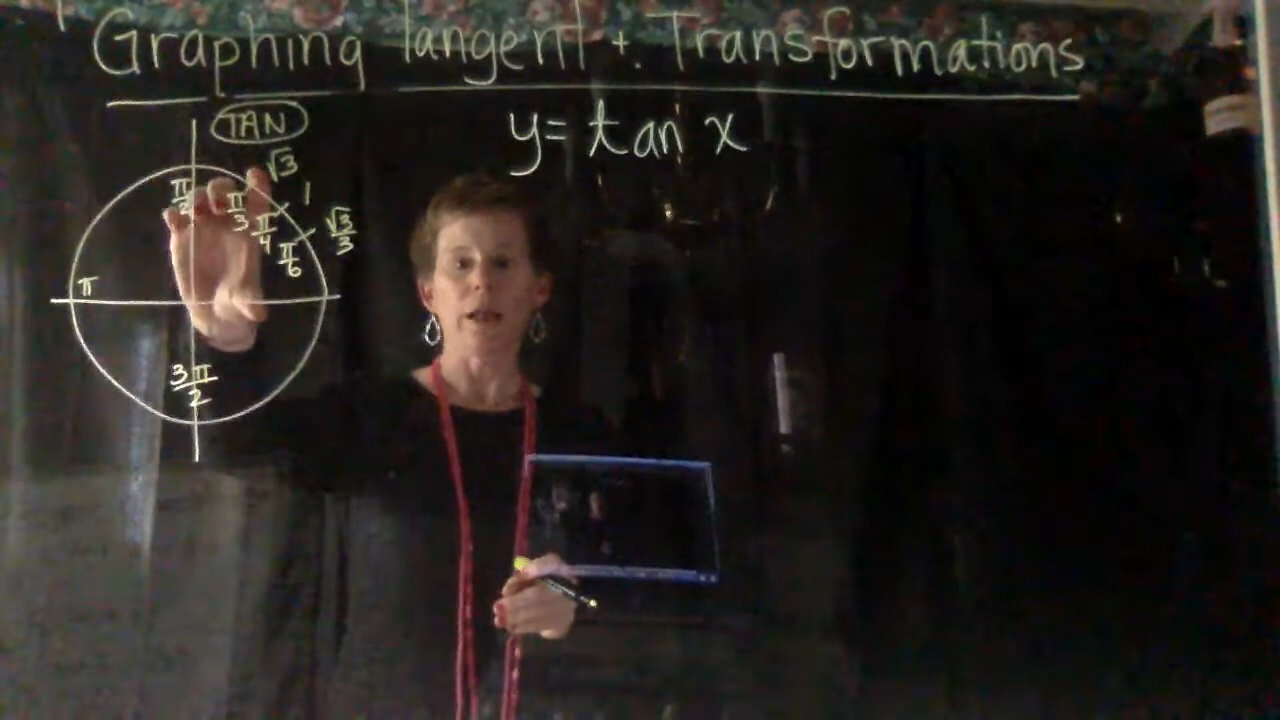 Graphing Tangent + Transformations
TAN
y = tan x
√3
π/2
π/3
1
π/4
√3/3
π/6
π
3π/2